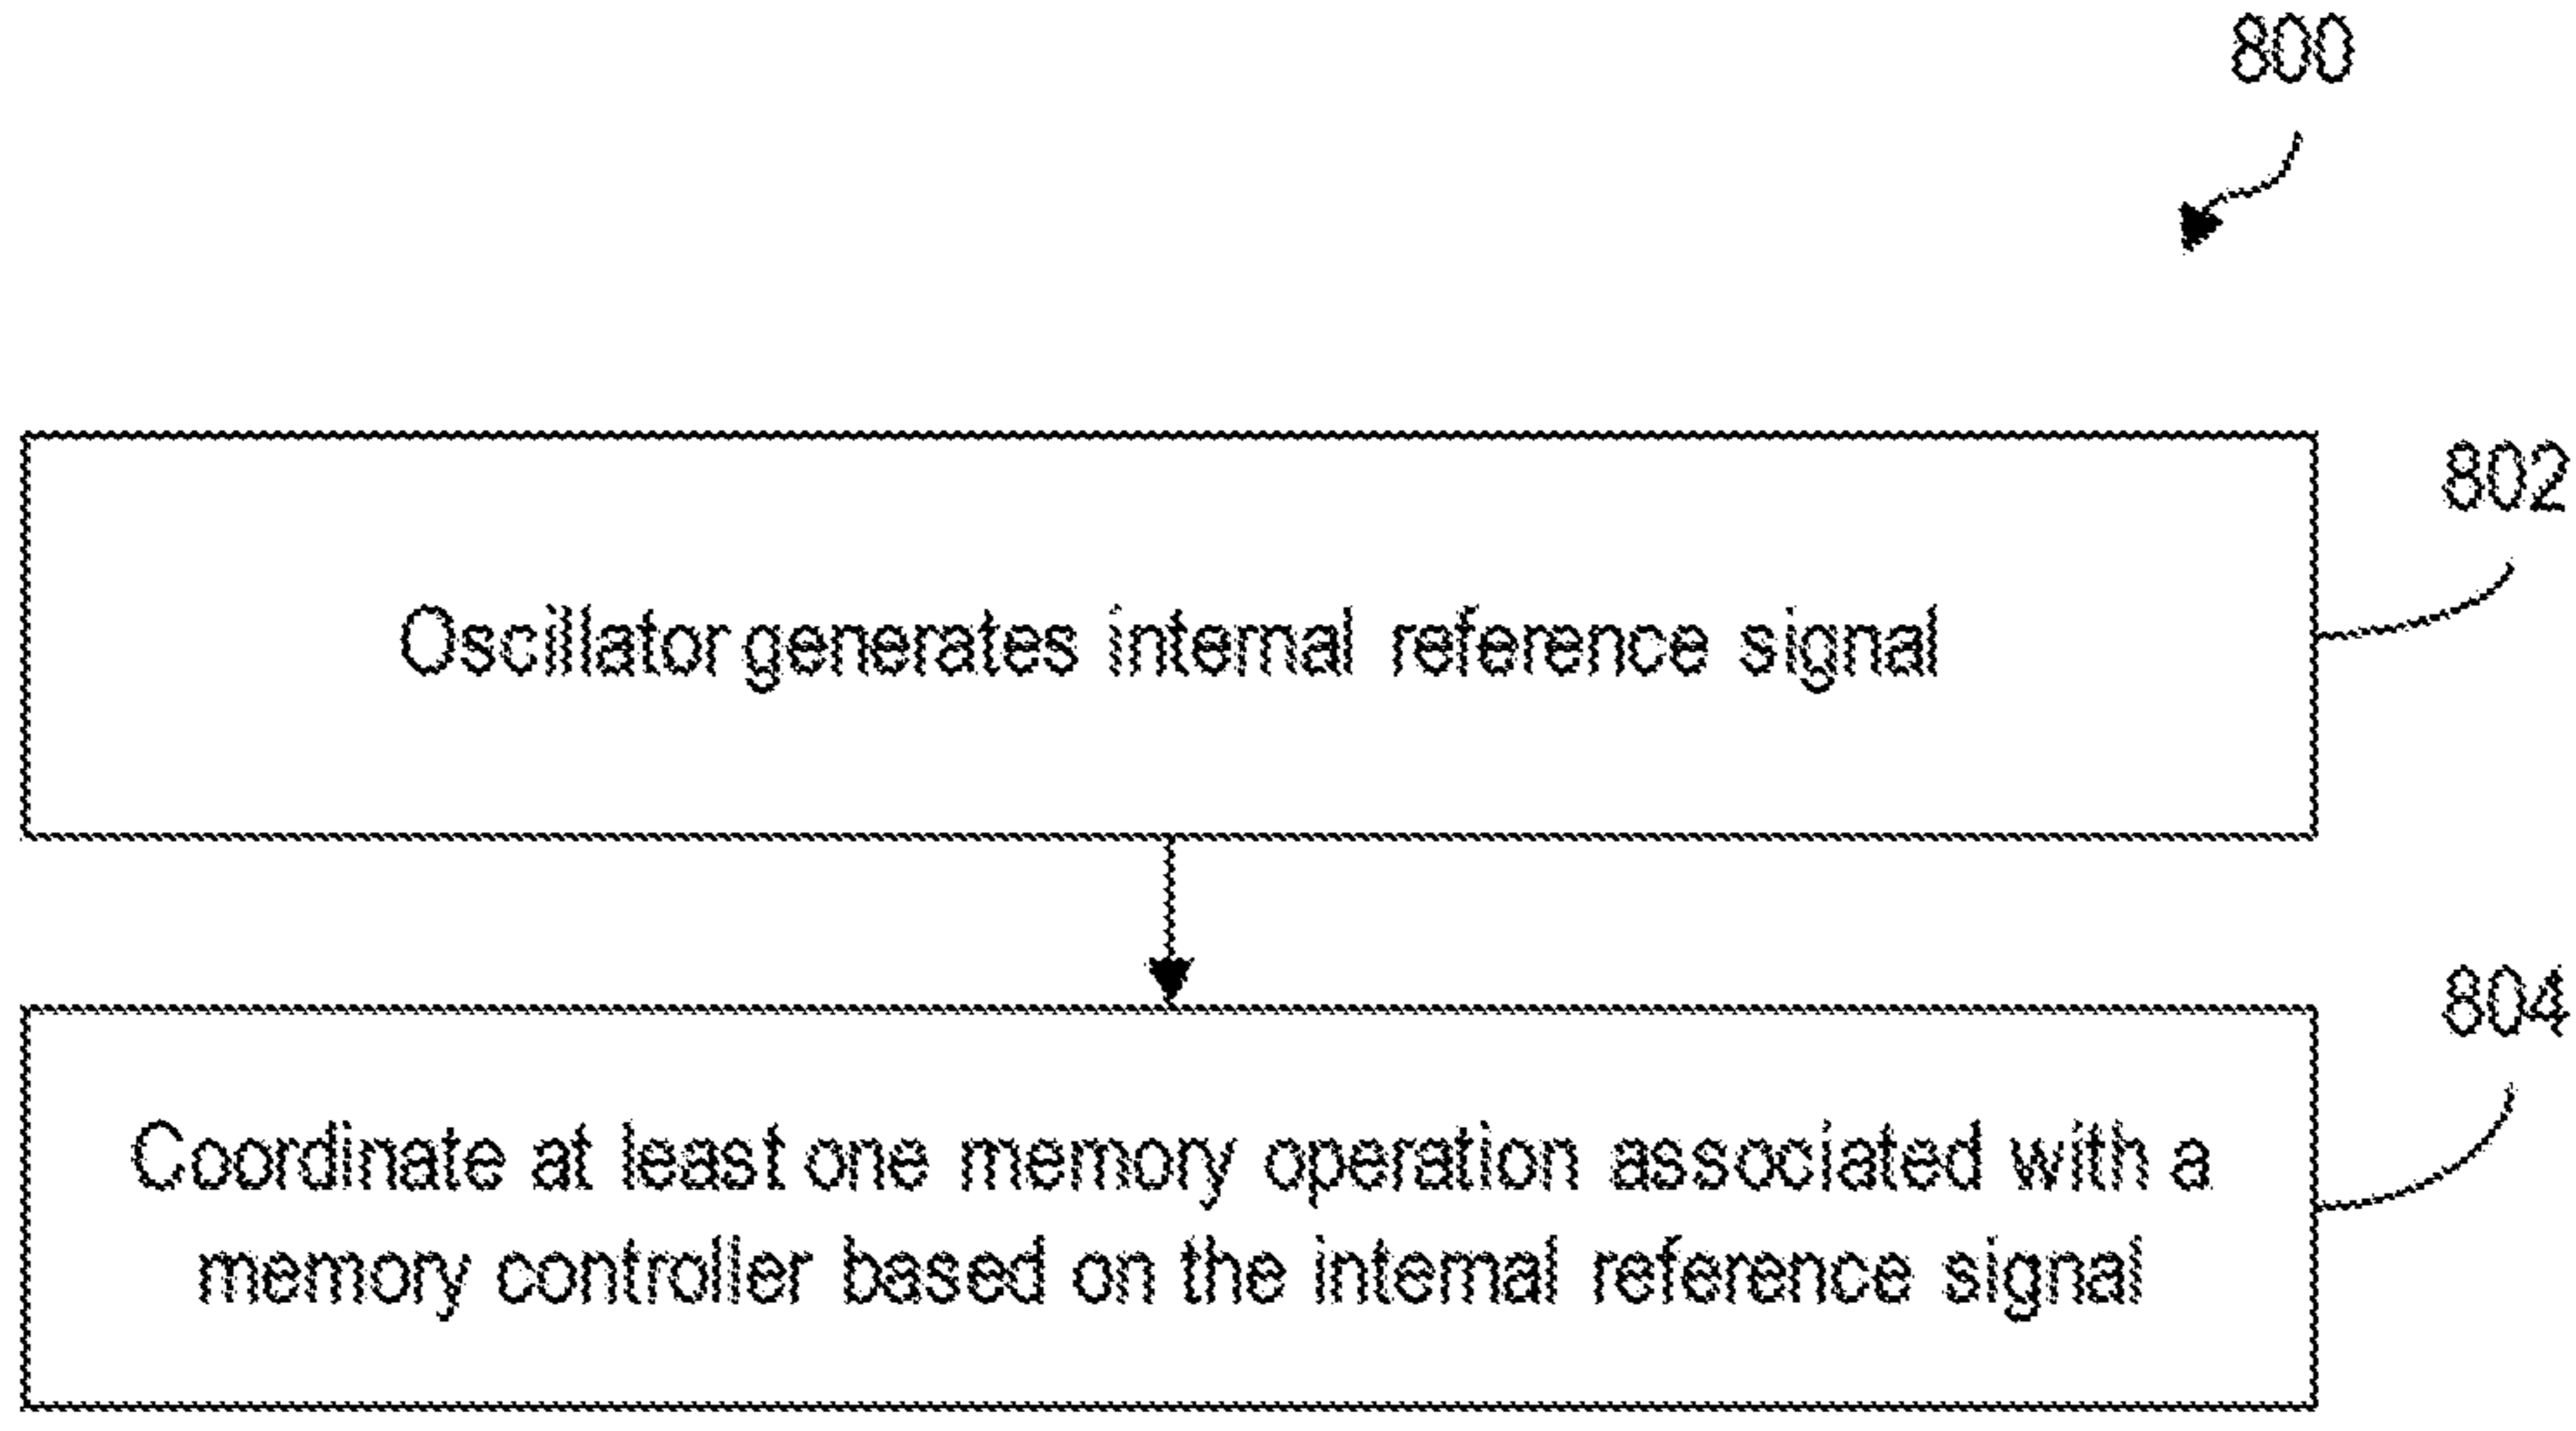 800
802
Oscillator generates internal reference signal
804
Coordinate at least one memory operation associated with a
memory controller based on the internal reference signal